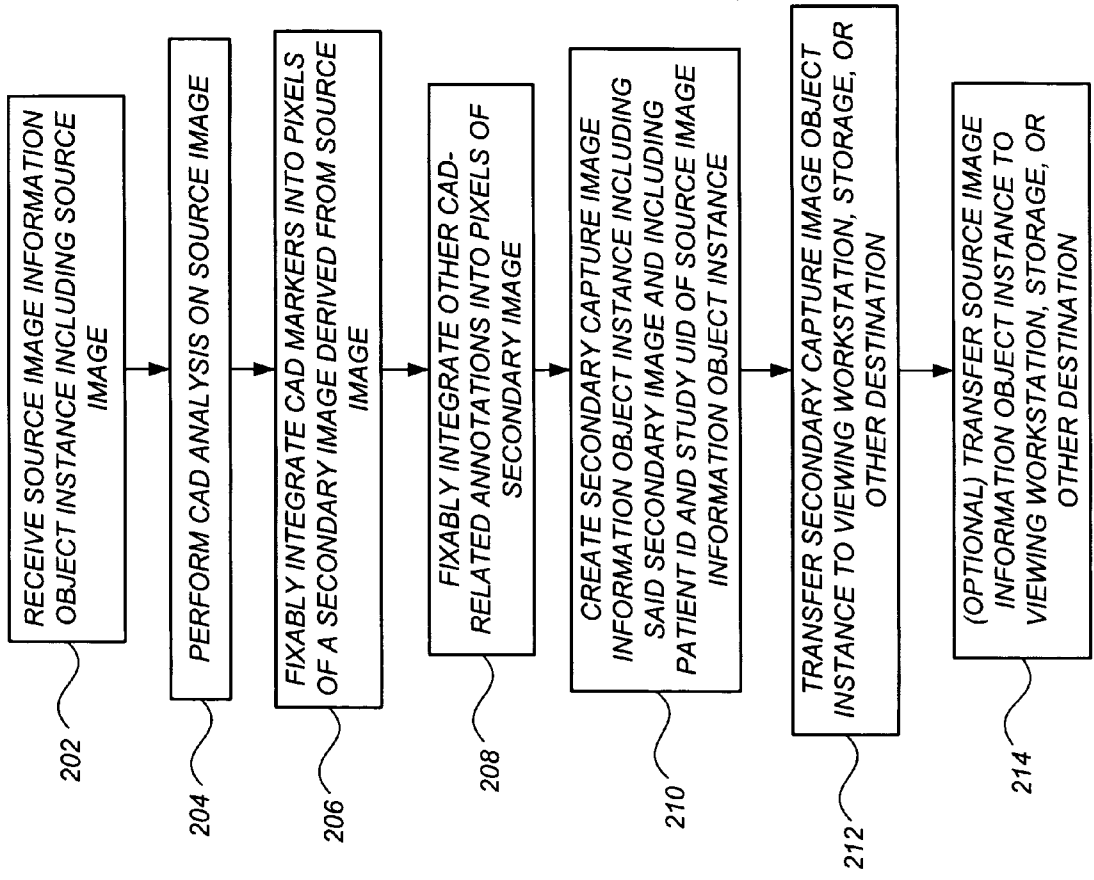 RECEIVE SOURCE IMAGE INFORMATION
OBJECT INSTANCE INCLUDING SOURCE
IMAGE
202
PERFORM CAD ANALYSIS ON SOURCE IMAGE
204
FIXABLY INTEGRATE CAD MARKERS INTO PIXELS
OF A SECONDARY IMAGE DERIVED FROM SOURCE
IMAGE
206
FIXABLY INTEGRATE OTHER CAD-
RELATED ANNOTATIONS INTO PIXELS OF
SECONDARY IMAGE
208
CREATE SECONDARY CAPTURE IMAGE
INFORMATION OBJECT INSTANCE INCLUDING
SAID SECONDARY IMAGE AND INCLUDING
PATIENT ID AND STUDY UID OF SOURCE IMAGE
INFORMATION OBJECT INSTANCE
210
TRANSFER SECONDARY CAPTURE IMAGE OBJECT
INSTANCE TO VIEWING WORKSTATION, STORAGE, OR
OTHER DESTINATION
212
(OPTIONAL) TRANSFER SOURCE IMAGE
INFORMATION OBJECT INSTANCE TO
VIEWING WORKSTATION, STORAGE, OR
OTHER DESTINATION
214